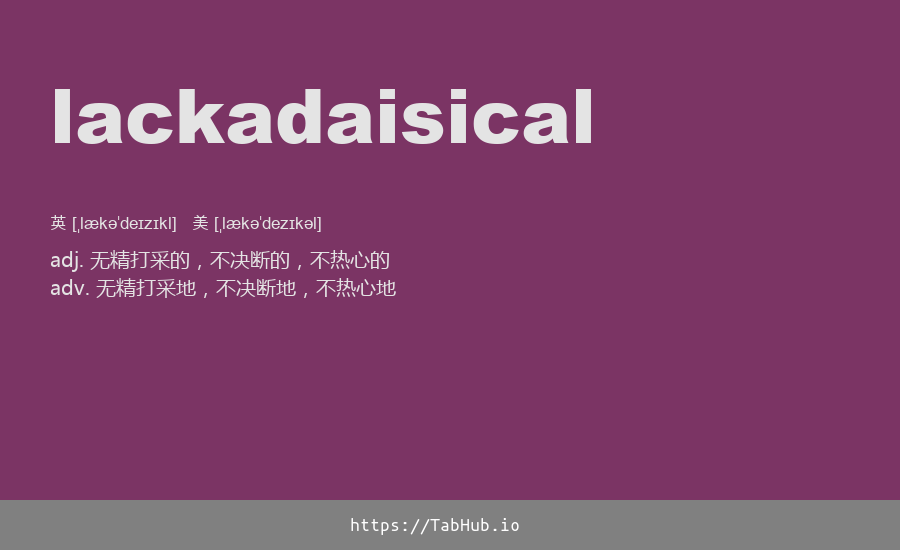 lackadaisical
英 [ˌlækəˈdeɪzɪkl] 美 [ˌlækəˈdezɪkəl]
adj. 无精打采的，不决断的，不热心的
adv. 无精打采地，不决断地，不热心地
https://TabHub.io